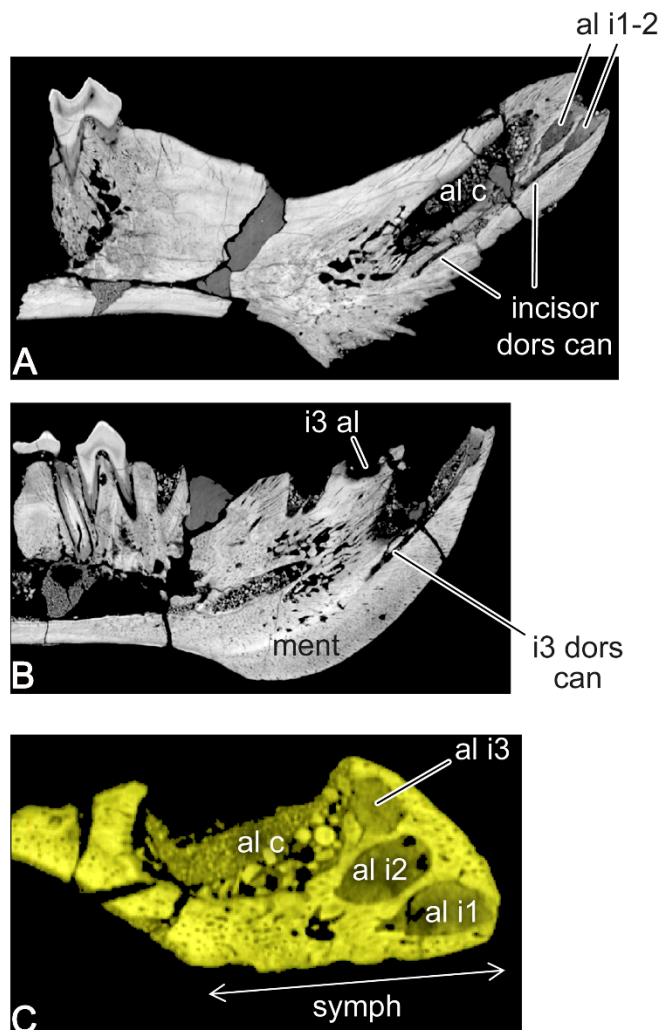 al i1-2
al c
incisor
dors can
A
i3 al
ment
i3 dors
can
B
al i3
al c
al i2
al i1
symph
C